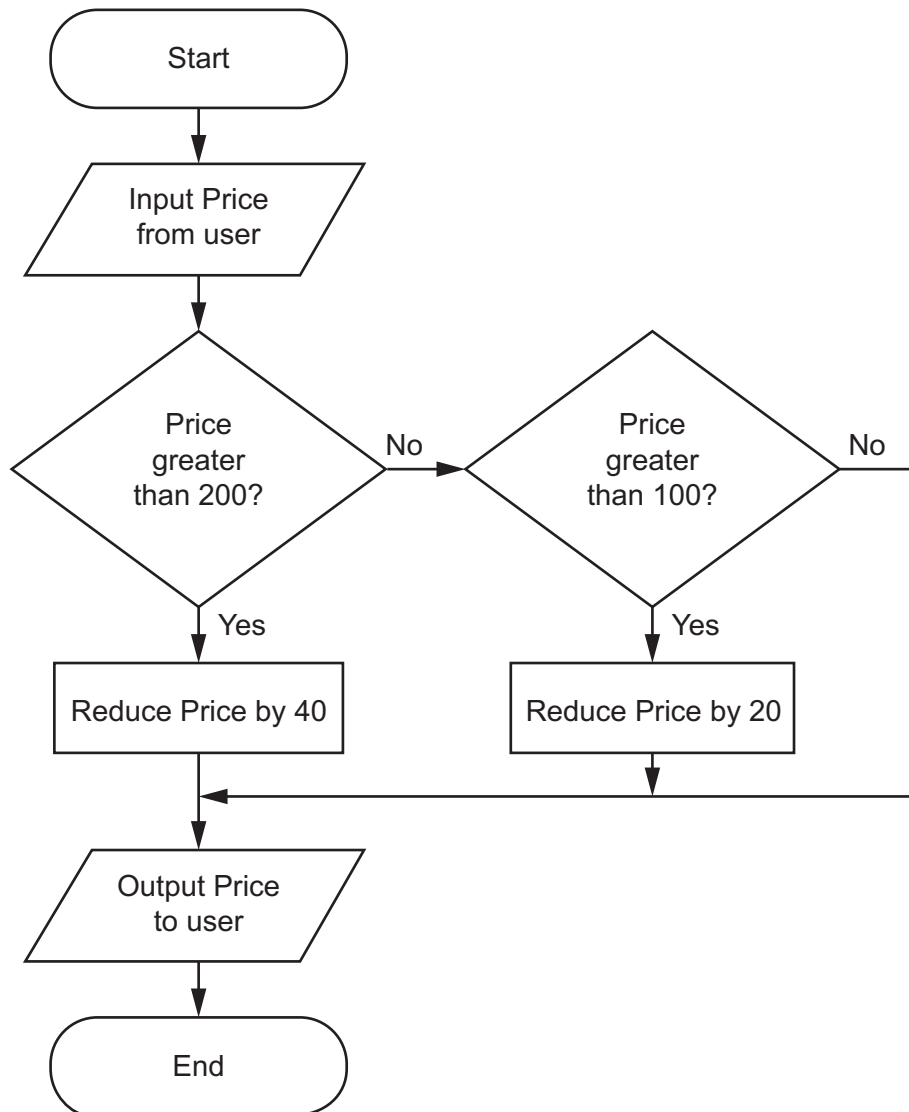 Start
Input Price
from user
Price
greater
than 200?
No
Price
greater
than 100?
No
Yes
Yes
Reduce Price by 40
Reduce Price by 20
Output Price
to user
End